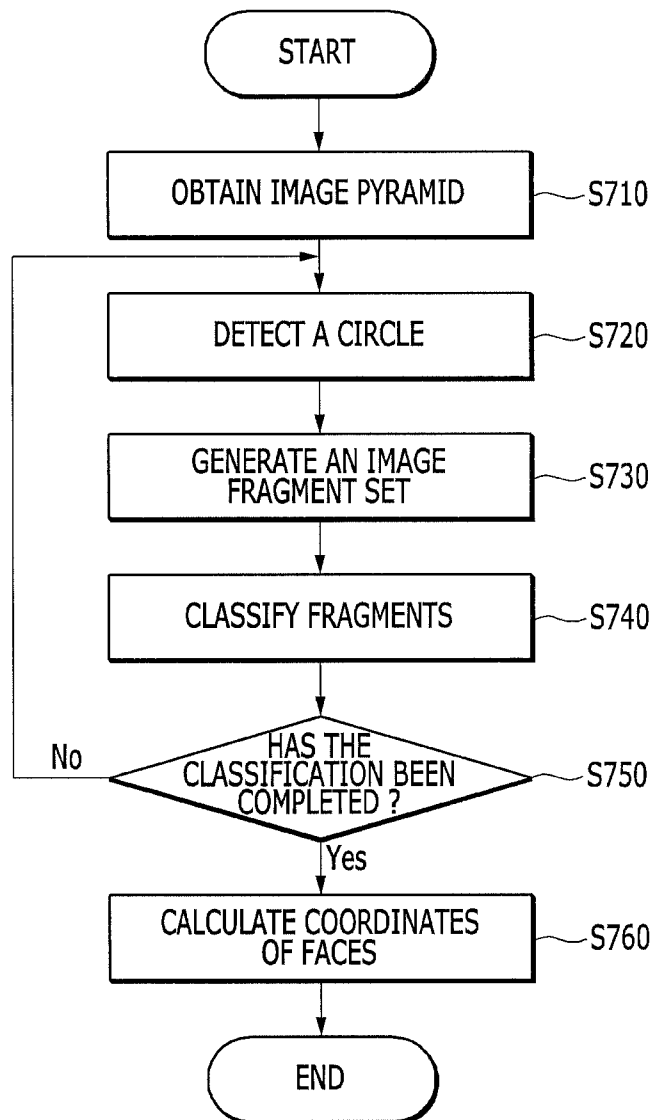 START
OBTAIN IMAGE PYRAMID
S710
DETECT A CIRCLE
S720
GENERATE AN IMAGE
FRAGMENT SET
S730
CLASSIFY FRAGMENTS
S740
HAS THE
CLASSIFICATION BEEN
COMPLETED ?
S750
No
Yes
CALCULATE COORDINATES
OF FACES
S760
END